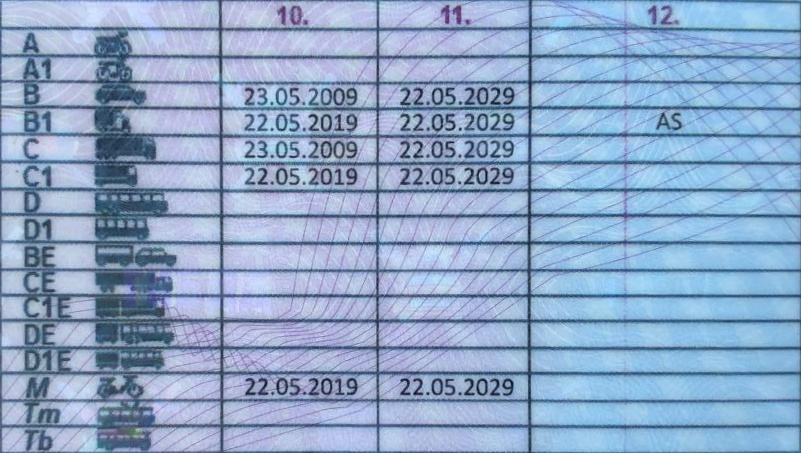 10. 11. 12.
A
A1
B 23.05.2009 22.05.2029
B1 22.05.2019 22.05.2029 AS
C 23.05.2009 22.05.2029
C1 22.05.2019 22.05.2029
D
D1
BE
CE
C1E
DE
D1E
M 22.05.2019 22.05.2029
Tm
Tb